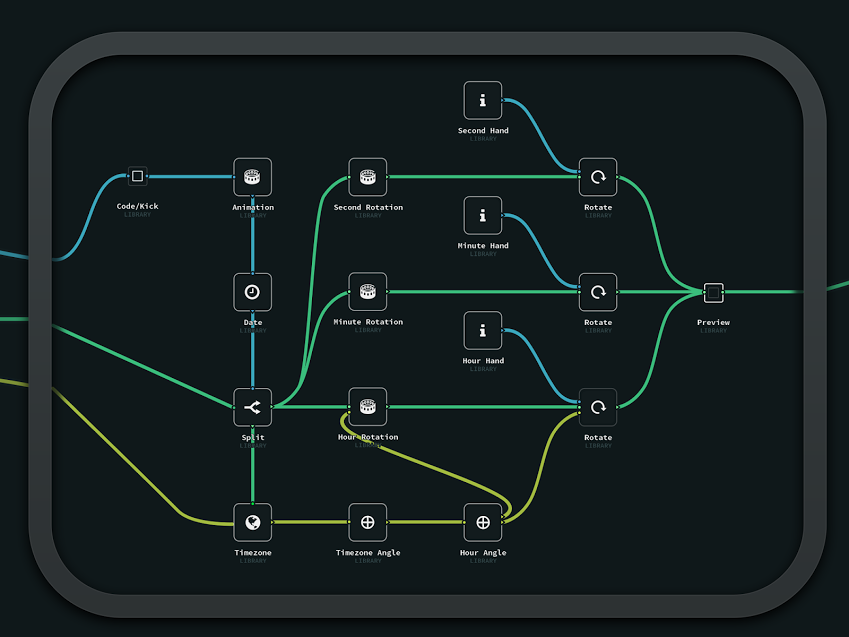 Second Hand
LIBRARY
Code/Kick
LIBRARY
Animation
LIBRARY
Second Rotation
LIBRARY
Rotate
LIBRARY
Minute Hand
LIBRARY
Date
LIBRARY
Minute Rotation
LIBRARY
Rotate
LIBRARY
Preview
LIBRARY
Hour Hand
LIBRARY
Split
LIBRARY
Hour Rotation
LIBRARY
Rotate
LIBRARY
Timezone
LIBRARY
Timezone Angle
LIBRARY
Hour Angle
LIBRARY